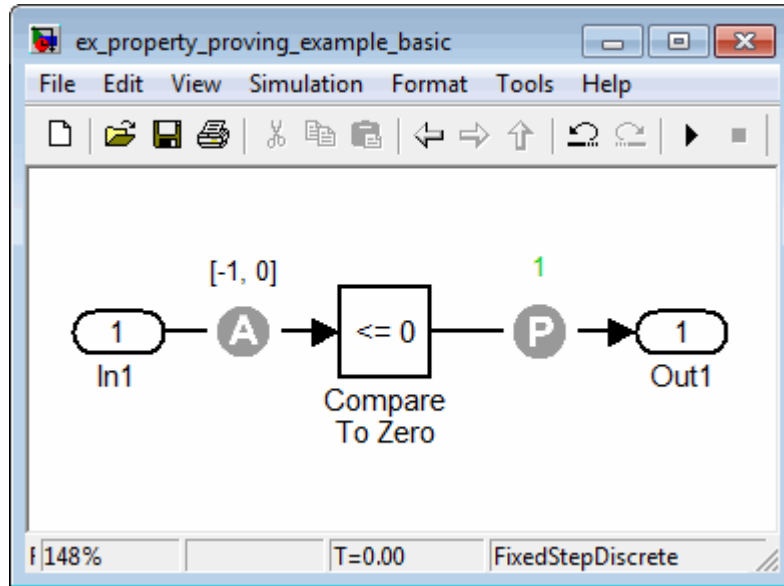 ex_property_proving_example_basic
File Edit View Simulation Format Tools Help
[-1, 0]
1
1
A
<= 0
P
1
In1
Compare
To Zero
Out1
148% T=0.00 FixedStepDiscrete